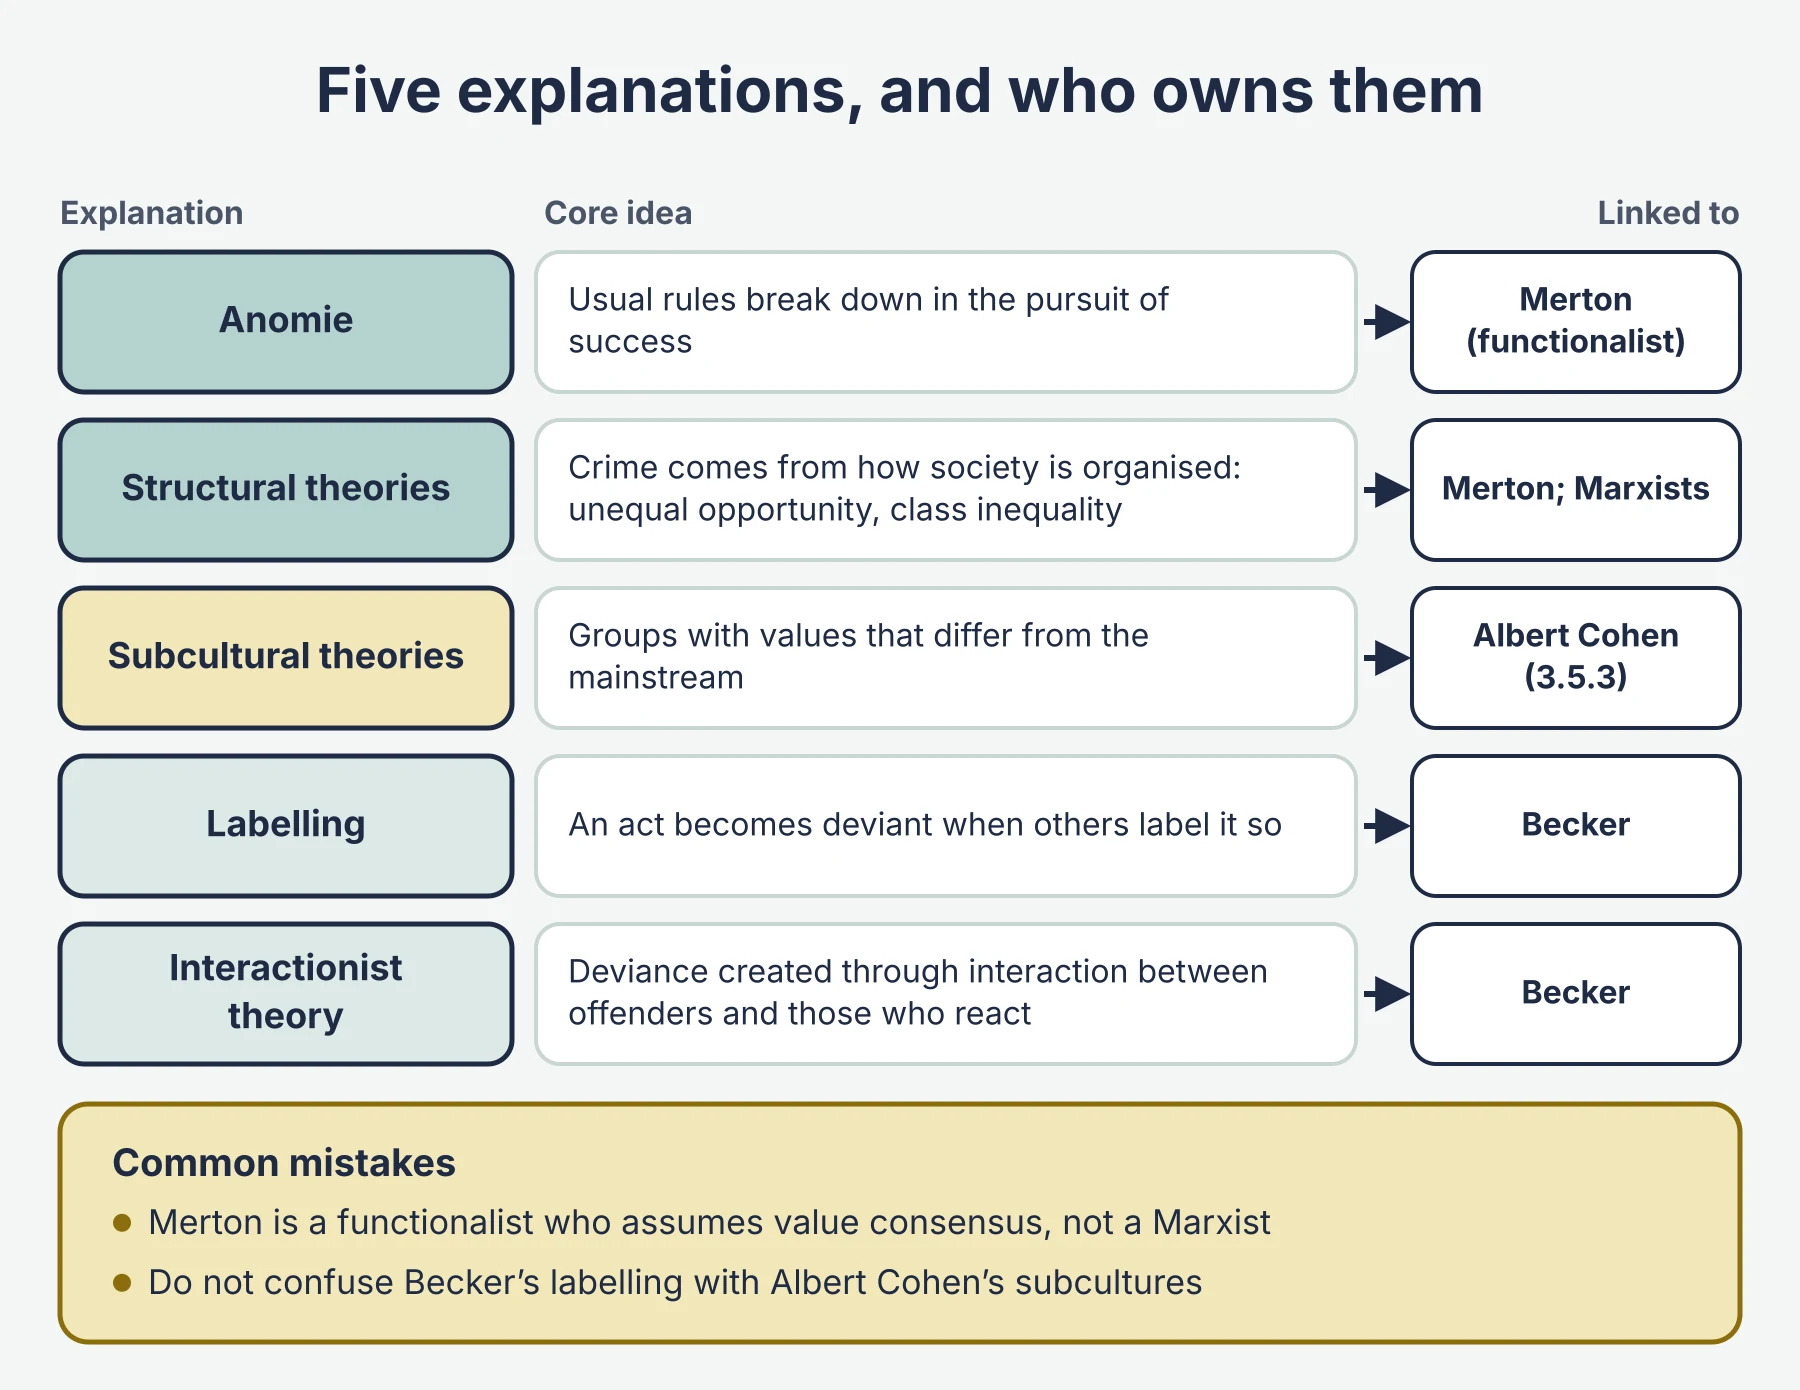 Five explanations, and who owns them
Explanation
Core idea
Linked to
Anomie
Usual rules break down in the pursuit of
success
Merton
(functionalist)
Structural theories
Crime comes from how society is organised:
unequal opportunity, class inequality
Merton; Marxists
Subcultural theories
Groups with values that differ from the
mainstream
Albert Cohen
(3.5.3)
Labelling
An act becomes deviant when others label it so
Becker
Interactionist
theory
Deviance created through interaction between
offenders and those who react
Becker
Common mistakes
● Merton is a functionalist who assumes value consensus, not a Marxist
● Do not confuse Becker’s labelling with Albert Cohen’s subcultures